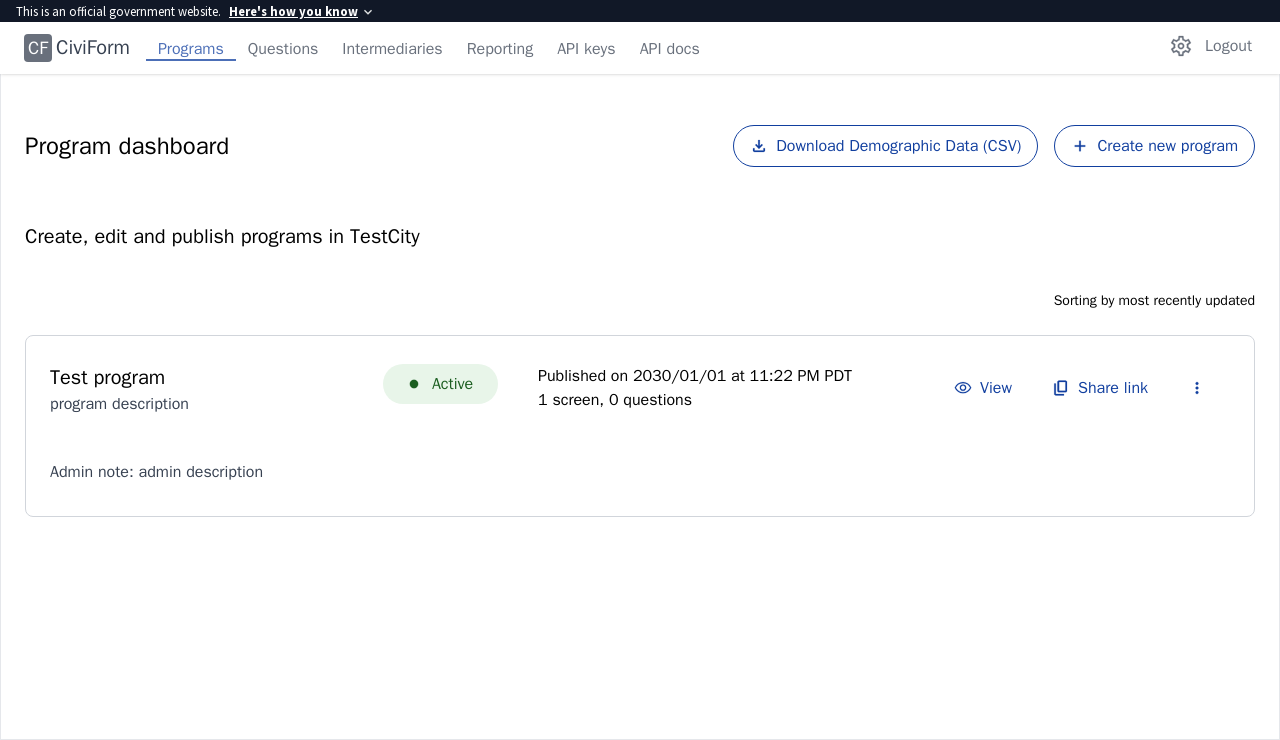 This is an official government website. Here's how you know
CF CiviForm Programs Questions Intermediaries Reporting API keys API docs Logout
Program dashboard
Download Demographic Data (CSV)
Create new program
Create, edit and publish programs in TestCity
Sorting by most recently updated
Test program
program description
Active
Published on 2030/01/01 at 11:22 PM PDT
1 screen, 0 questions
View
Share link
Admin note: admin description